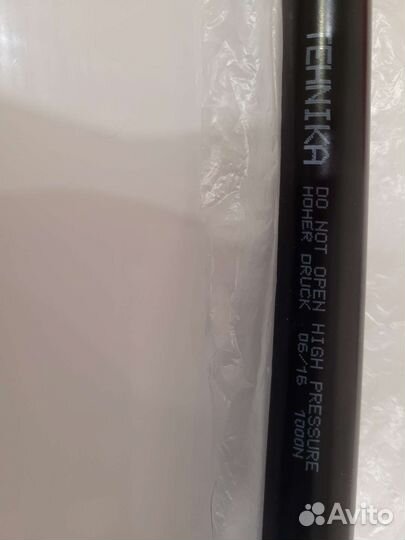 TEHNIKA
DO NOT OPEN HIGH PRESSURE
HOHER DRUCK 06/16 1000N
Avito